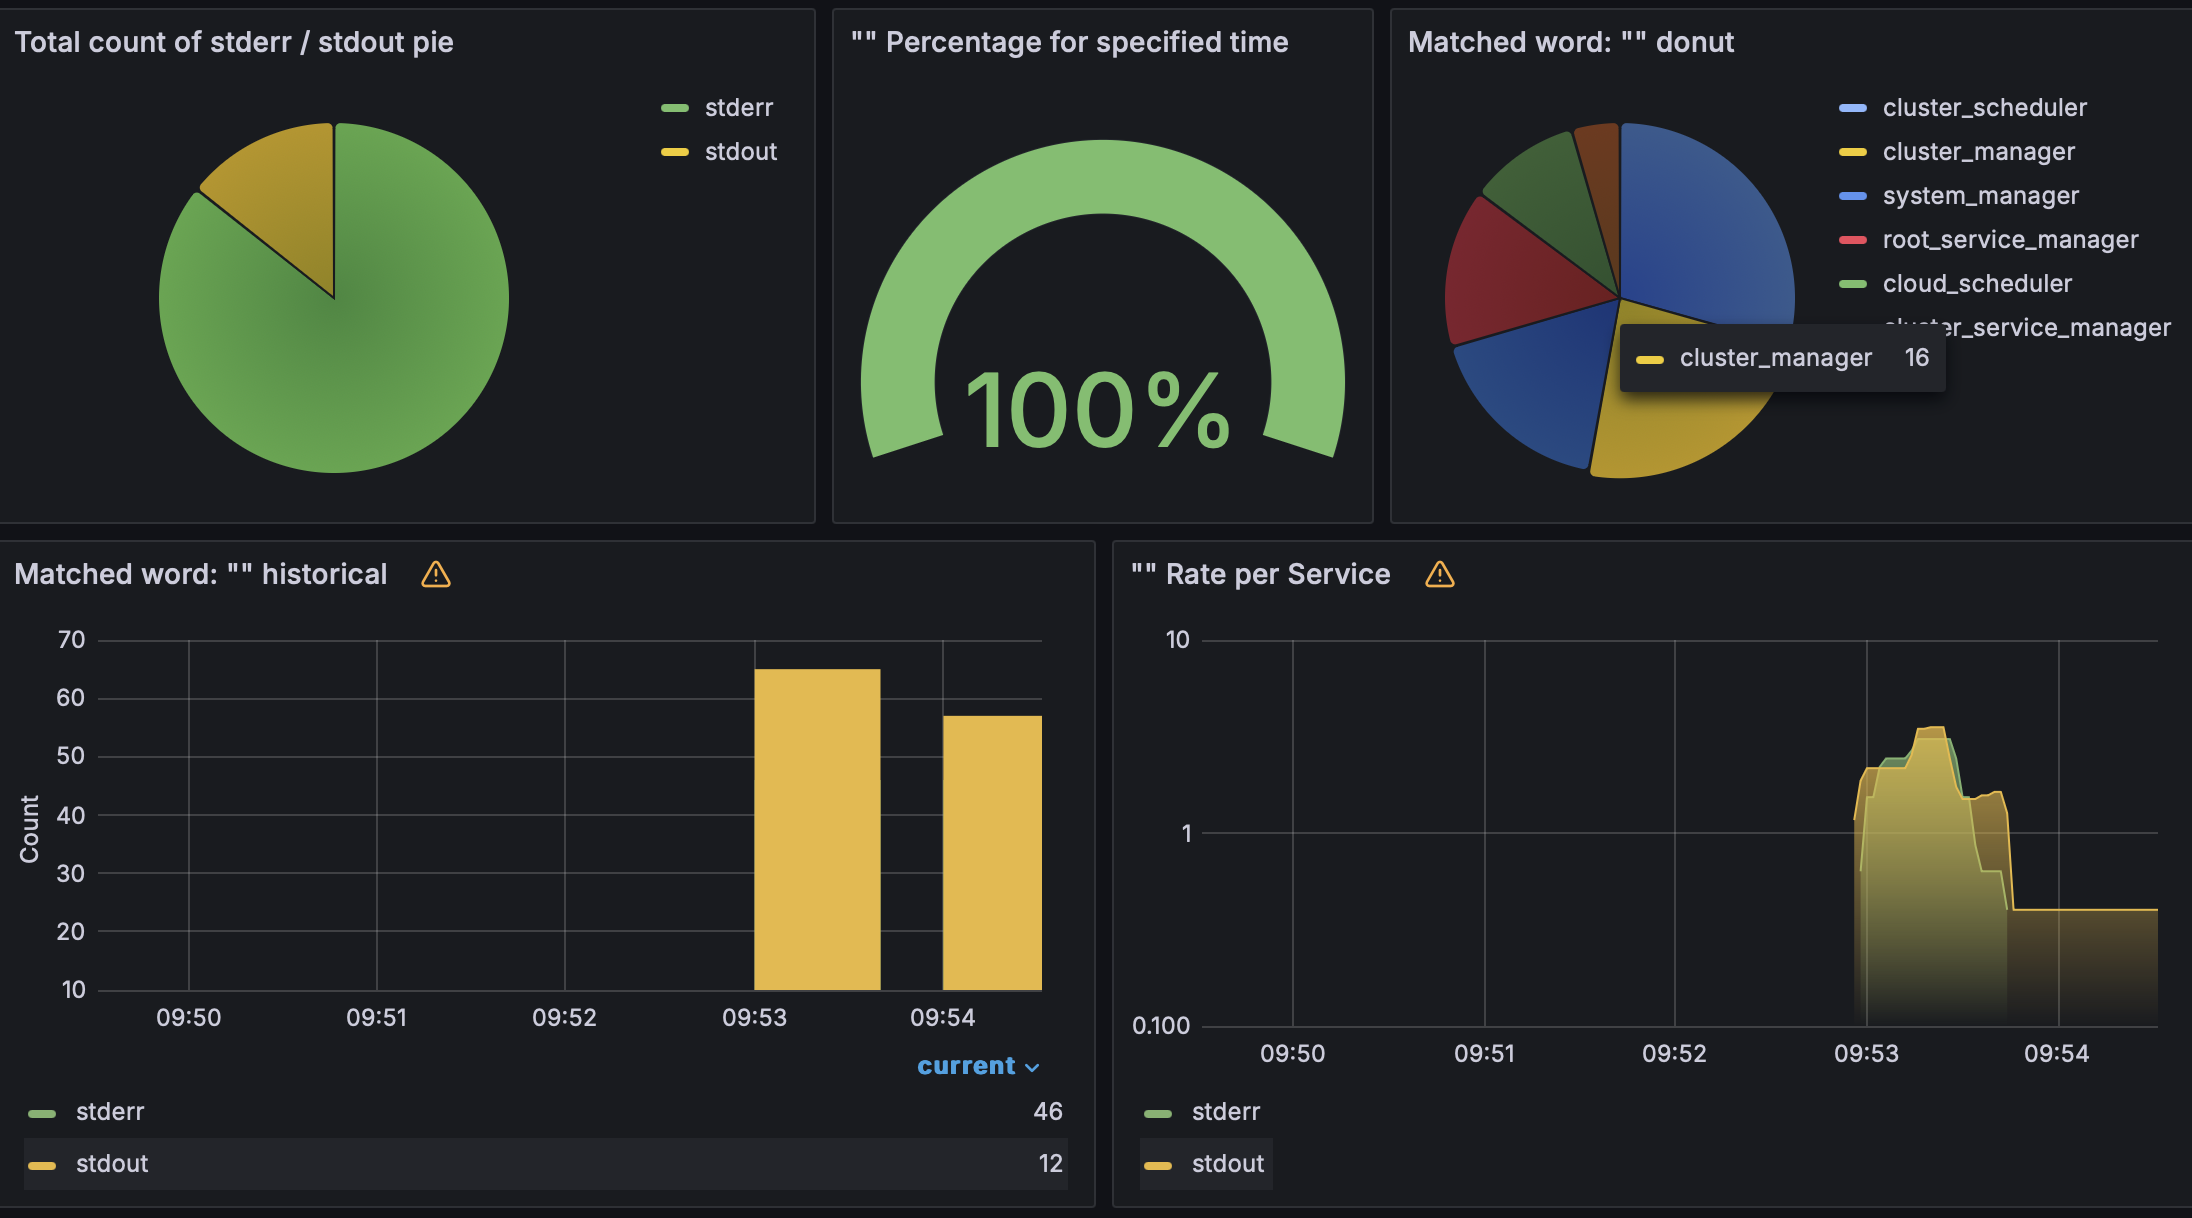 Total count of stderr / stdout pie
stderr
stdout
"" Percentage for specified time
100%
Matched word: "" donut
cluster_scheduler
cluster_manager
system_manager
root_service_manager
cloud_scheduler
cluster_service_manager
cluster_manager 16
Matched word: "" historical
70
60
50
40
30
20
10
Count
09:50 09:51 09:52 09:53 09:54
current
stderr 46
stdout 12
"" Rate per Service
10
1
0.100
09:50 09:51 09:52 09:53 09:54
stderr
stdout